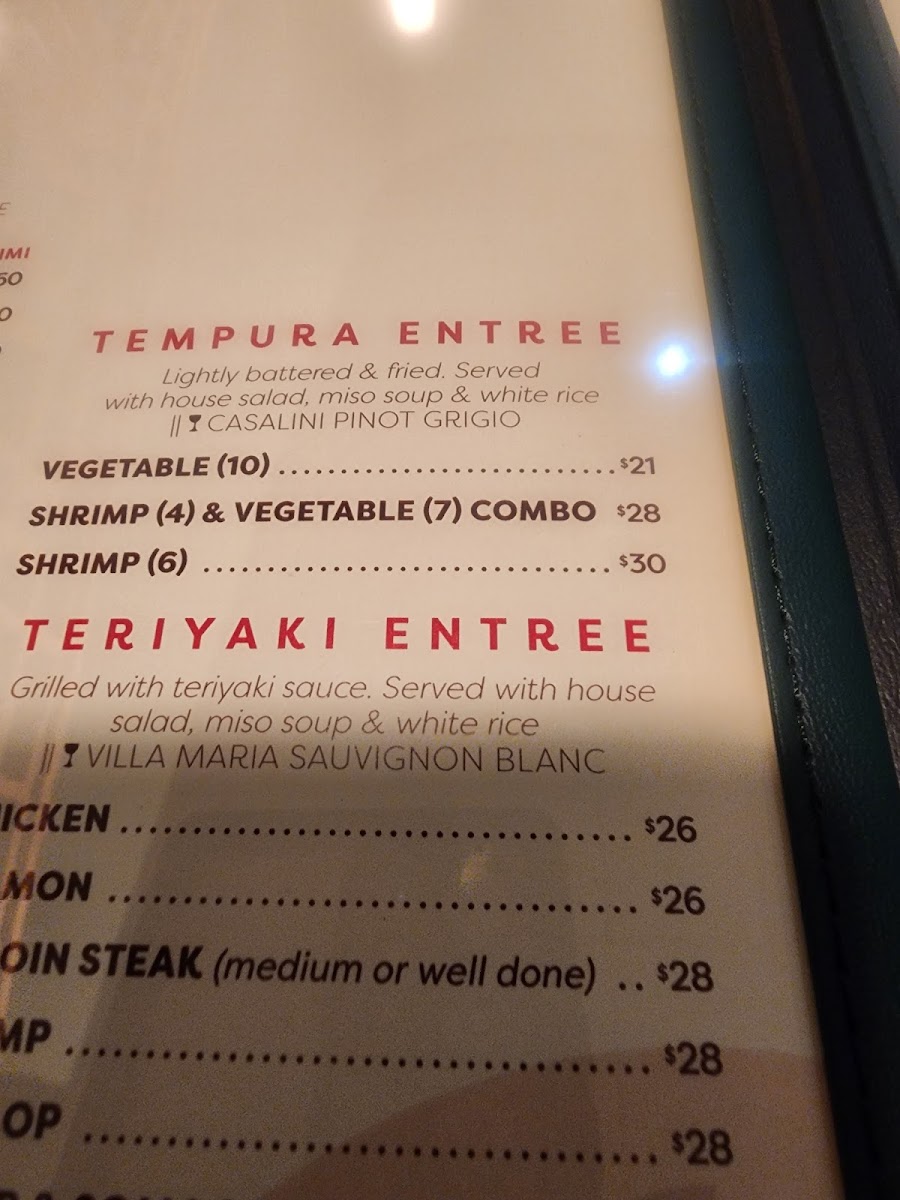 IMI
50
TEMPURA ENTREE
Lightly battered & fried. Served
with house salad, miso soup & white rice
|| CASALINI PINOT GRIGIO
VEGETABLE (10) ............................ $21
SHRIMP (4) & VEGETABLE (7) COMBO $28
SHRIMP (6) ................................ $30
TERIYAKI ENTREE
Grilled with teriyaki sauce. Served with house
salad, miso soup & white rice
|| VILLA MARIA SAUVIGNON BLANC
ICKEN ................................... $26
MON .................................... $26
OIN STEAK (medium or well done) .. $28
MP ....................................... $28
OP ....................................... $28